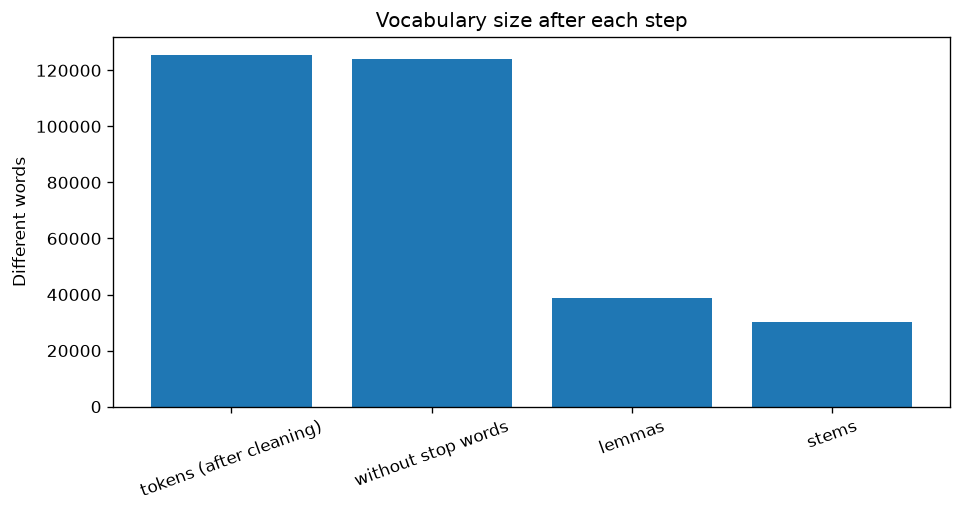 Vocabulary size after each step
Different words
120000
100000
80000
60000
40000
20000
0
tokens (after cleaning)
without stop words
lemmas
stems